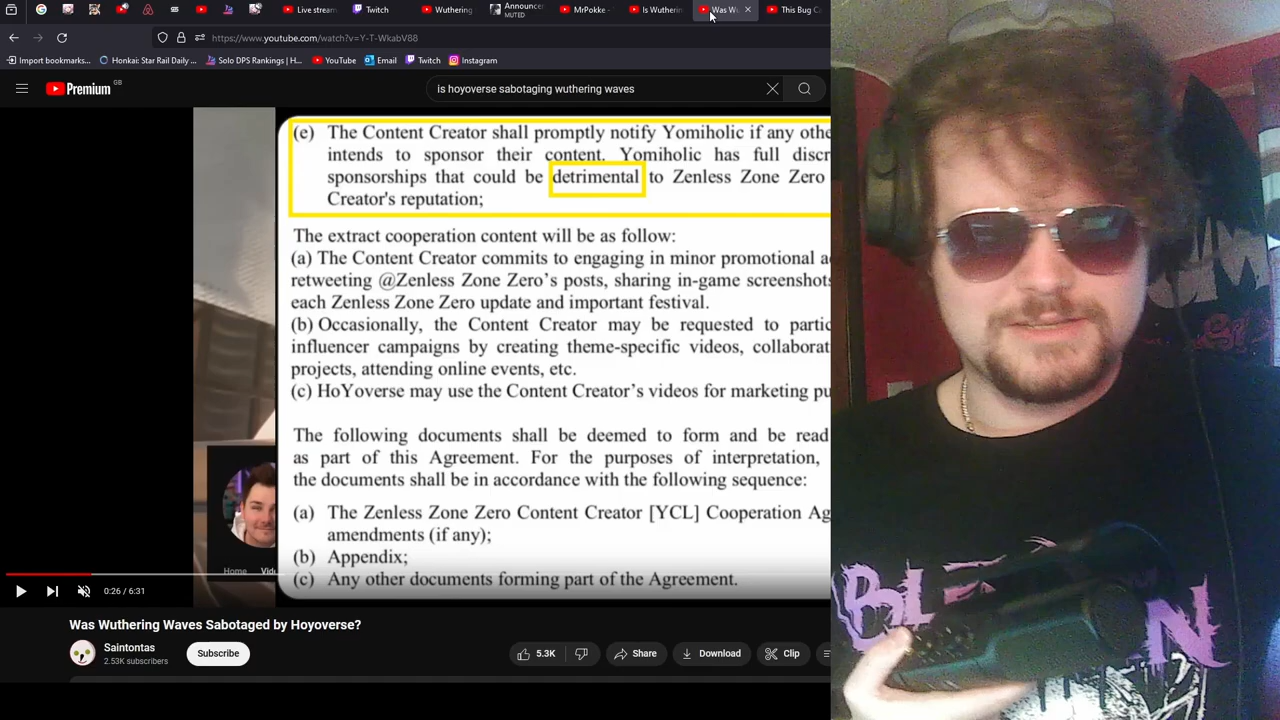 Live stream
Twitch
Wuthering
Announcer
MUTED
MrPokke -
Is Wutherin
Was Wu
This Bug C
https://www.youtube.com/watch?v=Y-T-WkabV88
Import bookmarks...
Honkai: Star Rail Daily ...
Solo DPS Rankings | H...
YouTube
Email
Twitch
Instagram
Premium GB
is hoyoverse sabotaging wuthering waves
(e) The Content Creator shall promptly notify Yomiholic if any othe
intends to sponsor their content. Yomiholic has full discr
sponsorships that could be detrimental to Zenless Zone Zero
Creator's reputation;
The extract cooperation content will be as follow:
(a) The Content Creator commits to engaging in minor promotional a
retweeting @Zenless Zone Zero's posts, sharing in-game screenshots
each Zenless Zone Zero update and important festival.
(b) Occasionally, the Content Creator may be requested to partic
influencer campaigns by creating theme-specific videos, collaborat
projects, attending online events, etc.
(c) HoYoverse may use the Content Creator's videos for marketing pu
The following documents shall be deemed to form and be read
as part of this Agreement. For the purposes of interpretation,
the documents shall be in accordance with the following sequence:
(a) The Zenless Zone Zero Content Creator [YCL] Cooperation Ag
amendments (if any);
(b) Appendix;
(c) Any other documents forming part of the Agreement.
Home Vid
0:26 / 6:31
Was Wuthering Waves Sabotaged by Hoyoverse?
Saintontas
2.53K subscribers
Subscribe
5.3K
Share
Download
Clip